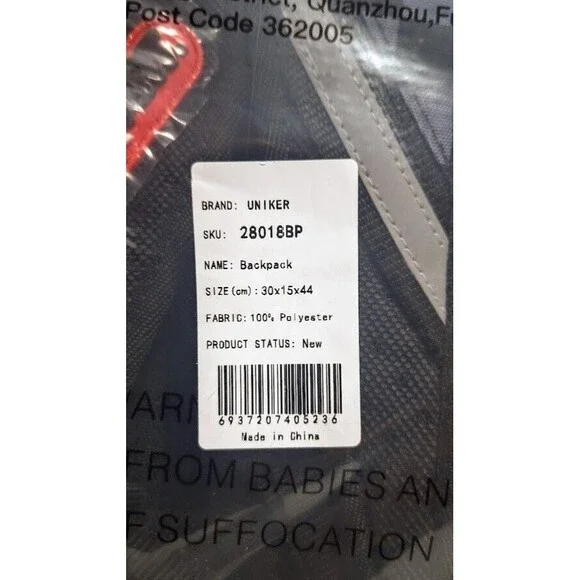 Quanzhou,
Post Code 362005
BRAND: UNIKER
SKU: 28018BP
NAME: Backpack
SIZE(cm):30x15x44
FABRIC:100% Polyester
PRODUCT STATUS: New
6937207405236
Made in China
FROM BABIES AN
F SUFFOCATION